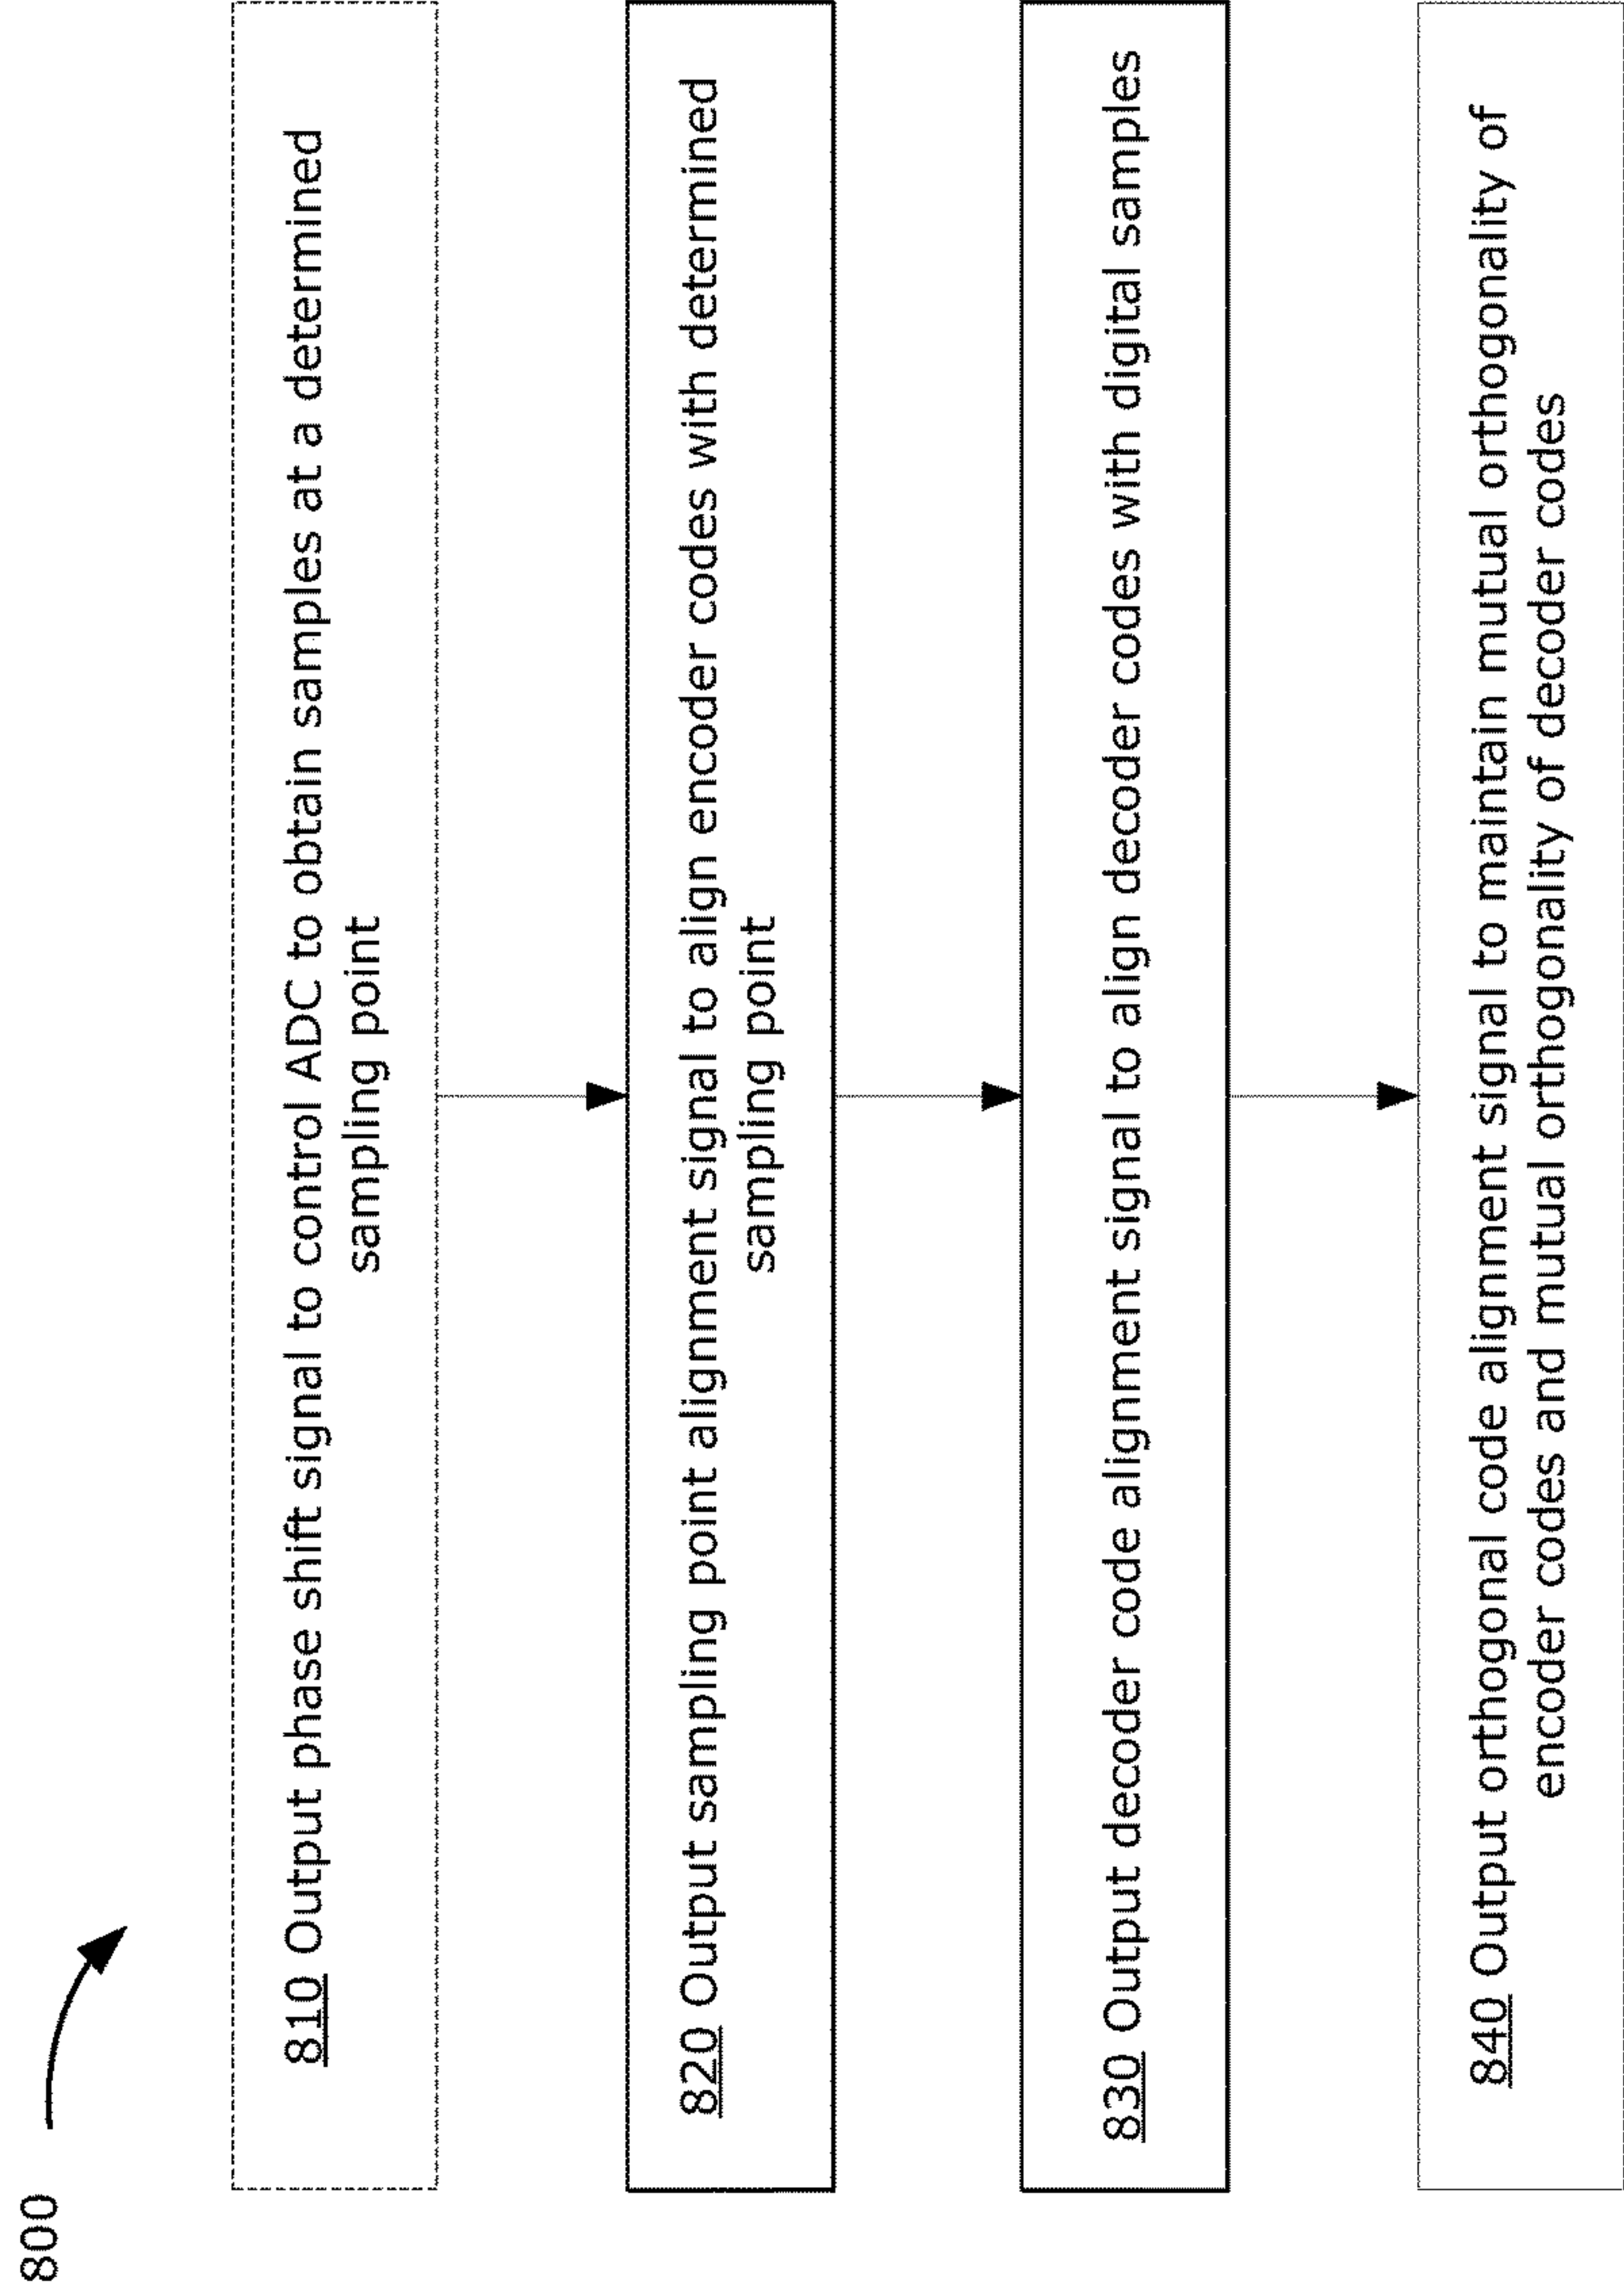 800
810 Output phase shift signal to control ADC to obtain samples at a determined
sampling point
820 Output sampling point alignment signal to align encoder codes with determined
sampling point
830 Output decoder code alignment signal to align decoder codes with digital samples
840 Output orthogonal code alignment signal to maintain mutual orthogonality of
encoder codes and mutual orthogonality of decoder codes